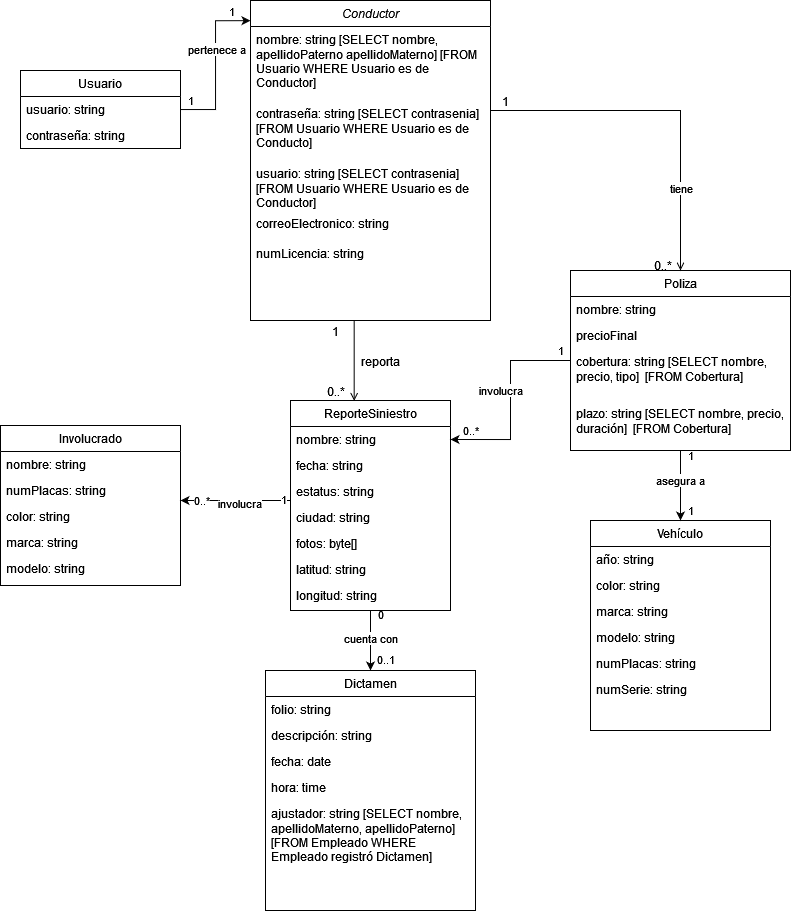 Conductor
nombre: string [SELECT nombre,
apellidoPaterno apellidoMaterno] [FROM
Usuario WHERE Usuario es de
Conductor]
contraseña: string [SELECT contrasenia]
[FROM Usuario WHERE Usuario es de
Conducto]
usuario: string [SELECT contrasenia]
[FROM Usuario WHERE Usuario es de
Conductor]
correoElectronico: string
numLicencia: string
1
pertenece a
1
Usuario
usuario: string
contraseña: string
1
tiene
0..*
Poliza
nombre: string
precioFinal
cobertura: string [SELECT nombre,
precio, tipo] [FROM Cobertura]
plazo: string [SELECT nombre, precio,
duración] [FROM Cobertura]
1
reporta
0..*
1
involucra
0..*
ReporteSiniestro
nombre: string
fecha: string
estatus: string
ciudad: string
fotos: byte[]
latitud: string
longitud: string
Involucrado
nombre: string
numPlacas: string
color: string
marca: string
modelo: string
0..*
involucra
1
1
asegura a
1
Vehículo
año: string
color: string
marca: string
modelo: string
numPlacas: string
numSerie: string
0
cuenta con
0..1
Dictamen
folio: string
descripción: string
fecha: date
hora: time
ajustador: string [SELECT nombre,
apellidoMaterno, apellidoPaterno]
[FROM Empleado WHERE
Empleado registró Dictamen]